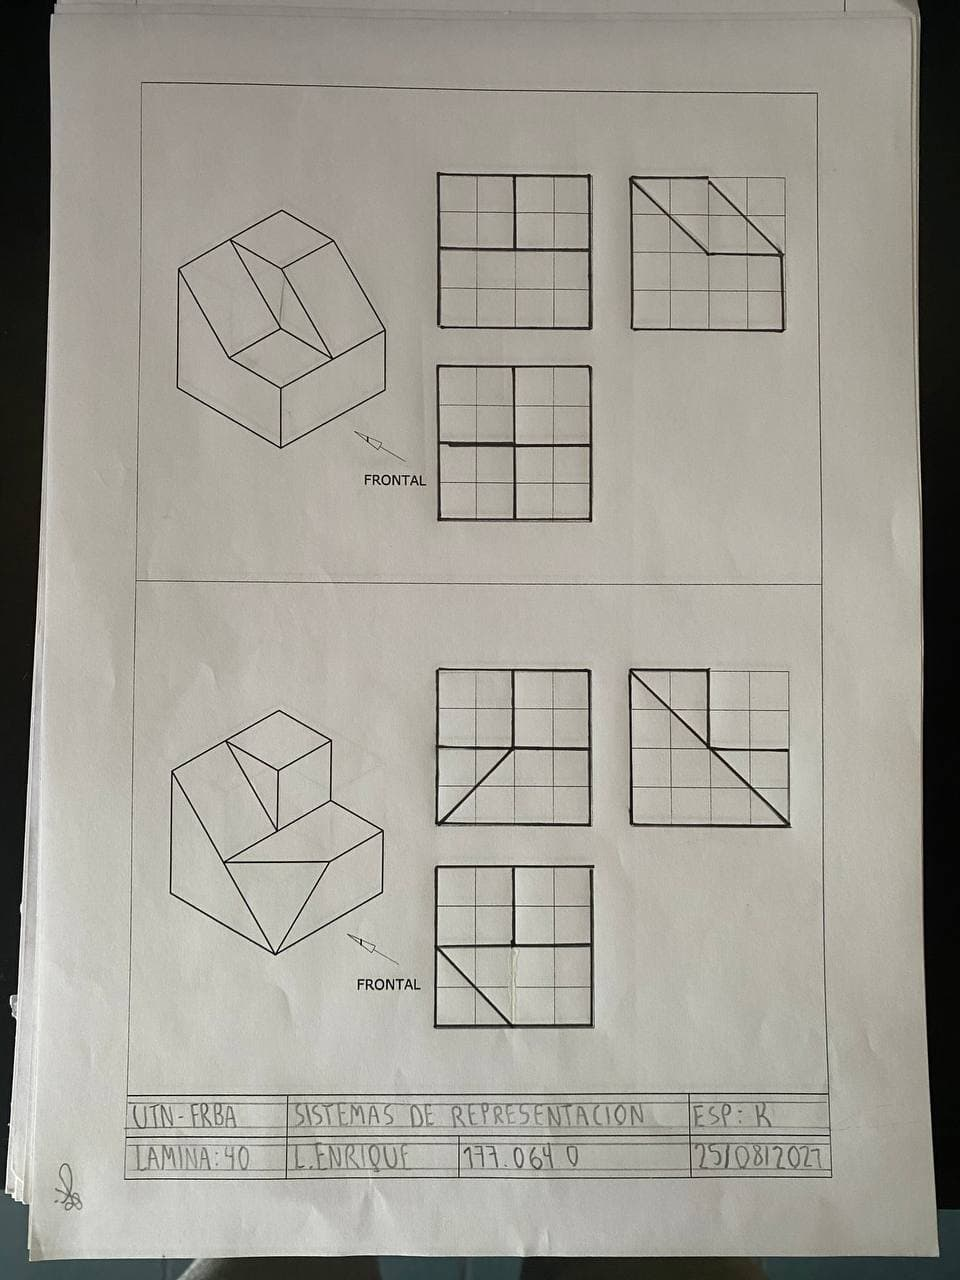 FRONTAL
FRONTAL
UTN-FRBA SISTEMAS DE REPRESENTACION ESP: K
LAMINA:40 L.ENRIQUE 177.064 0 25/08/2021